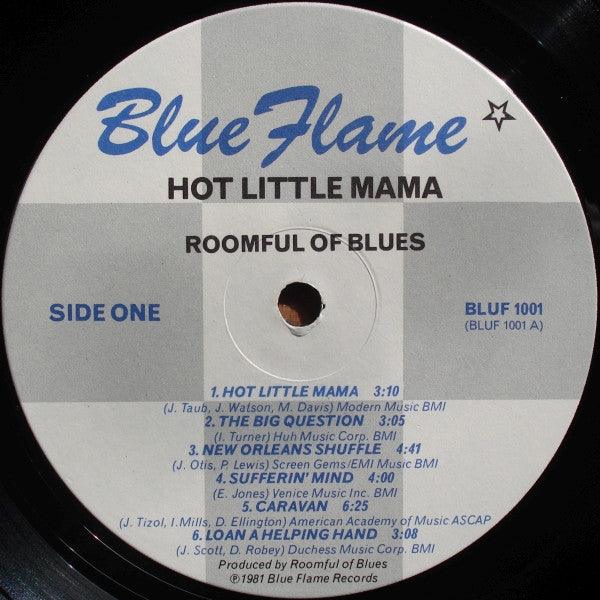 Blue Flame
HOT LITTLE MAMA
ROOMFUL OF BLUES
SIDE ONE
BLUF 1001
(BLUF 1001 A)
1. HOT LITTLE MAMA 3:10
(J. Taub, J. Watson, M. Davis) Modern Music BMI
2. THE BIG QUESTION 3:05
(I. Turner) Huh Music Corp. BMI
3. NEW ORLEANS SHUFFLE 4:41
(J. Otis, P. Lewis) Screen Gems/EMI Music BMI
4. SUFFERIN' MIND 4:00
(E. Jones) Venice Music Inc. BMI
5. CARAVAN 6:25
(J. Tizol, I. Mills, D. Ellington) American Academy of Music ASCAP
6. LOAN A HELPING HAND 3:08
(J. Scott, D. Robey) Duchess Music Corp. BMI
Produced by Roomful of Blues
℗1981 Blue Flame Records